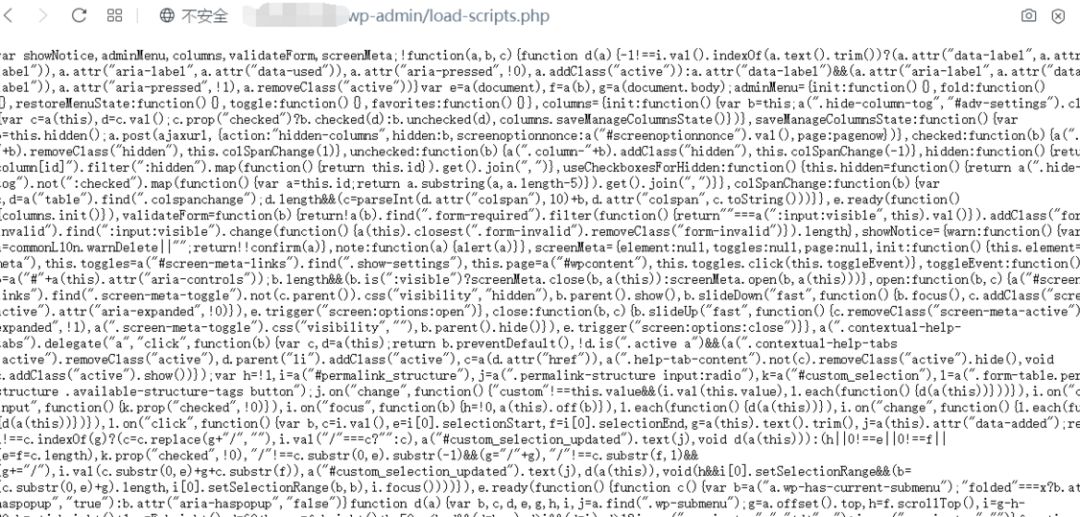 不安全 wp-admin/load-scripts.php
var showNotice, adminMenu, columns, validateForm, screenMeta;!function(a,b,c){function d(a){-1!==i.val().indexOf(a.text().trim())?(a.attr("data-label", a.attr
label")), a.attr("aria-label", a.attr("data-used")), a.attr("aria-pressed", !0), a.addClass("active")):a.attr("data-label")&&(a.attr("aria-label", a.attr("data
label")), a.attr("aria-pressed", !1), a.removeClass("active"))}var e=a(document), f=a(b), g=a(document.body);adminMenu={init:function(){}, fold:function()
{}, restoreMenuState:function(){}, toggle:function(){}, favorites:function(){}}, columns={init:function(){var b=this;a(".hide-column-tog", "#adv-settings").cl
{var c=a(this), d=c.val();c.prop("checked")?b.checked(d):b.unchecked(d), columns.saveManageColumnsState()})}, saveManageColumnsState:function(){var
b=this.hidden();a.post(ajaxurl, {action:"hidden-columns", hidden:b, screenoptionnonce:a("#screenoptionnonce").val(), page:pagenow})}, checked:function(b){a(".
"+b).removeClass("hidden"), this.colSpanChange(1)}, unchecked:function(b){a(".column-"+b).addClass("hidden"), this.colSpanChange(-1)}, hidden:function(){retu
column[id]").filter(":hidden").map(function(){return this.id}).get().join(",")}, useCheckboxesForHidden:function(){this.hidden=function(){return a(".h
tog").not(":checked").map(function(){var a=this.id;return a.substring(a, a.length-5)}).get().join(",")}}, colSpanChange:function(b){var
c, d=a("table").find(".colspanchange");d.length&&(c=parseInt(d.attr("colspan"), 10)+b, d.attr("colspan", c.toString()))}}, e.ready(function()
{columns.init()}), validateForm=function(b){return!a(b).find(".form-required").filter(function(){return""===a(":input:visible", this).val()}).addClass("for
invalid").find(":input:visible").change(function(){a(this).closest(".form-invalid").removeClass("form-invalid")}).length}, showNotice={warn:function(){var
a=commonL10n.warnDelete||"";return!!confirm(a)}, note:function(a){alert(a)}}, screenMeta={element:null, toggles:null, page:null, init:function(){this.element=
meta"), this.toggles=a("#screen-meta-links").find(".show-settings"), this.page=a("#wpcontent"), this.toggles.click(this.toggleEvent)}, toggleEvent:function()
b=a("#"+a(this).attr("aria-controls"));b.length&&(b.is(":visible")?screenMeta.close(b, a(this)):screenMeta.open(b, a(this)))}, open:function(b,c){a("#screen
links").find(".screen-meta-toggle").not(c.parent()).css("visibility", "hidden"), b.parent().show(), b.slideDown("fast", function(){b.focus(), c.addClass("scre
active").attr("aria-expanded", !0)}), e.trigger("screen:options:open")}, close:function(b,c){b.slideUp("fast", function(){c.removeClass("screen-meta-active")
expanded", !1), a(".screen-meta-toggle").css("visibility", ""), b.parent().hide()}), e.trigger("screen:options:close")}}, a(".contextual-help-
tabs").delegate("a", "click", function(b){var c, d=a(this);return b.preventDefault(), !d.is(".active a")&&(a(".contextual-help-tabs
.active").removeClass("active"), d.parent("li").addClass("active"), c=a(d.attr("href")), a(".help-tab-content").not(c).removeClass("active").hide(), void
c.addClass("active").show())});var h=!1, i=a("#permalink_structure"), j=a(".permalink-structure input:radio"), k=a("#custom_selection"), l=a(".form-table.per
structure .available-structure-tags button");j.on("change", function(){"custom"!==this.value&&(i.val(this.value), l.each(function(){d(a(this))}))}), i.on("c
input", function(){k.prop("checked", !0)}), i.on("focus", function(b){h=!0, a(this).off(b)}), l.each(function(){d(a(this))}), i.on("change", function(){l.each(f
{d(a(this))})}), l.on("click", function(){var b, c=i.val(), e=i[0].selectionStart, f=i[0].selectionEnd, g=a(this).text().trim(), j=a(this).attr("data-added");re
!==c.indexOf(g)?(c=c.replace(g+"/", ""), i.val("/"===c?"":c), a("#custom_selection_updated").text(j), void d(a(this))):(h||0!==e||0!==f||
(e=f=c.length), k.prop("checked", !0), "/"!==c.substr(0, e).substr(-1)&&(g="/"+g), "/"!==c.substr(f, 1)&&
(g+="/"), i.val(c.substr(0, e)+g+c.substr(f)), a("#custom_selection_updated").text(j), d(a(this)), void(h&&i[0].setSelectionRange&&(b=
(c.substr(0, e)+g).length, i[0].setSelectionRange(b, b), i.focus())))}), e.ready(function(){function c(){var b=a("a.wp-has-current-submenu");"folded"===x?b.at
haspopup", "true"):b.attr("aria-haspopup", "false")}function d(a){var b, c, d, e, g, h, i, j=a.find(".wp-submenu");g=a.offset().top, h=f.scrollTop(), i=g-h-